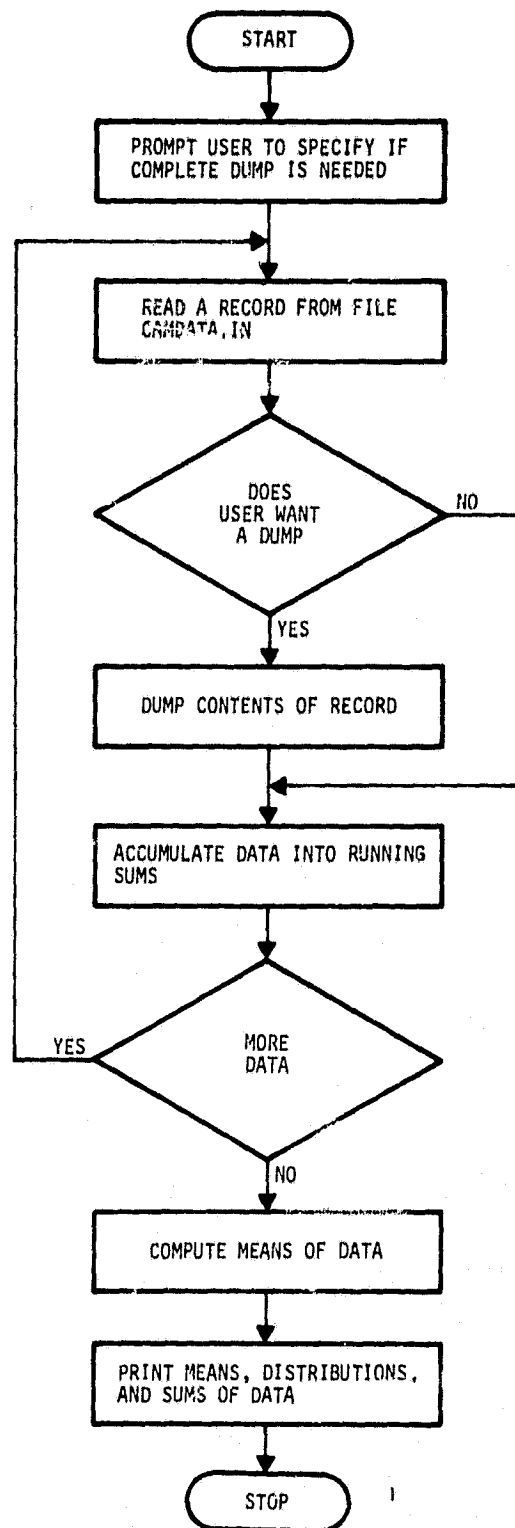 START
PROMPT USER TO SPECIFY IF
COMPLETE DUMP IS NEEDED
READ A RECORD FROM FILE
CAMDATA.IN
DOES
USER WANT
A DUMP
NO
YES
DUMP CONTENTS OF RECORD
ACCUMULATE DATA INTO RUNNING
SUMS
YES
MORE
DATA
NO
COMPUTE MEANS OF DATA
PRINT MEANS, DISTRIBUTIONS,
AND SUMS OF DATA
STOP